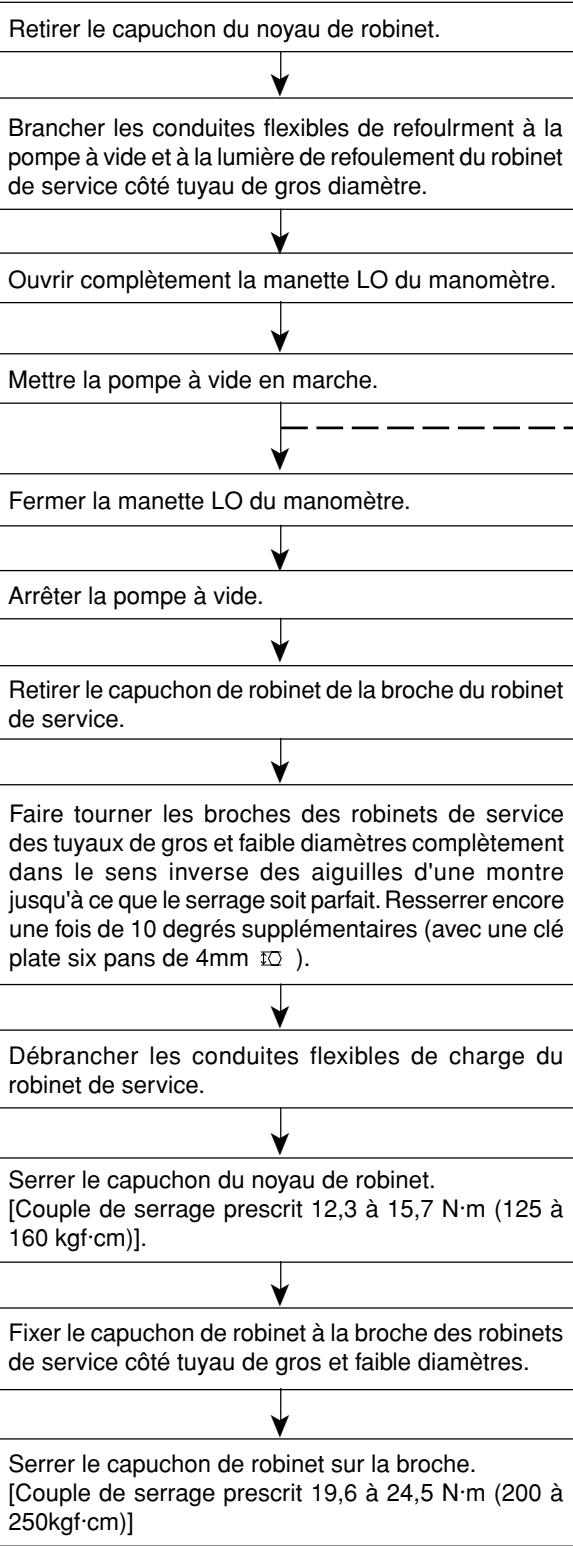 Retirer le capuchon du noyau de robinet.
Brancher les conduites flexibles de refoulrment à la
pompe à vide et à la lumière de refoulement du robinet
de service côté tuyau de gros diamètre.
Ouvrir complètement la manette LO du manomètre.
Mettre la pompe à vide en marche.
Fermer la manette LO du manomètre.
Arrêter la pompe à vide.
Retirer le capuchon de robinet de la broche du robinet
de service.
Faire tourner les broches des robinets de service
des tuyaux de gros et faible diamètres complètement
dans le sens inverse des aiguilles d'une montre
jusqu'à ce que le serrage soit parfait. Resserrer encore
une fois de 10 degrés supplémentaires (avec une clé
plate six pans de 4mm ).
Débrancher les conduites flexibles de charge du
robinet de service.
Serrer le capuchon du noyau de robinet.
[Couple de serrage prescrit 12,3 à 15,7 N·m (125 à
160 kgf·cm)].
Fixer le capuchon de robinet à la broche des robinets
de service côté tuyau de gros et faible diamètres.
Serrer le capuchon de robinet sur la broche.
[Couple de serrage prescrit 19,6 à 24,5 N·m (200 à
250kgf·cm)]